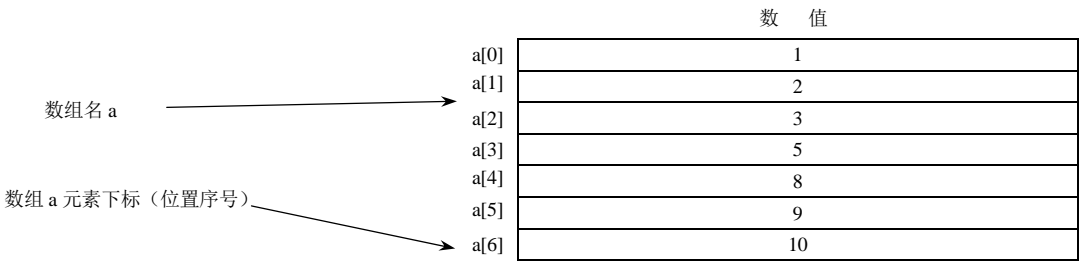 数 值
a[0] 1
a[1] 2
数组名 a
a[2] 3
a[3] 5
a[4] 8
数组 a 元素下标（位置序号）
a[5] 9
a[6] 10